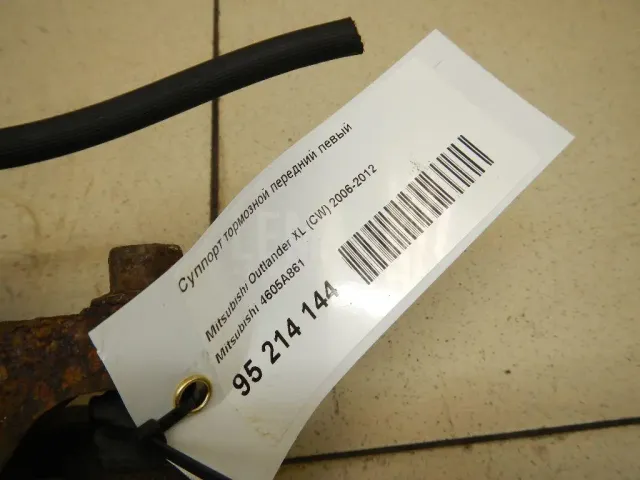 Суппорт тормозной передний левый
Mitsubishi Outlander XL (CW) 2006-2012
Mitsubishi 4605A861
95 214 144